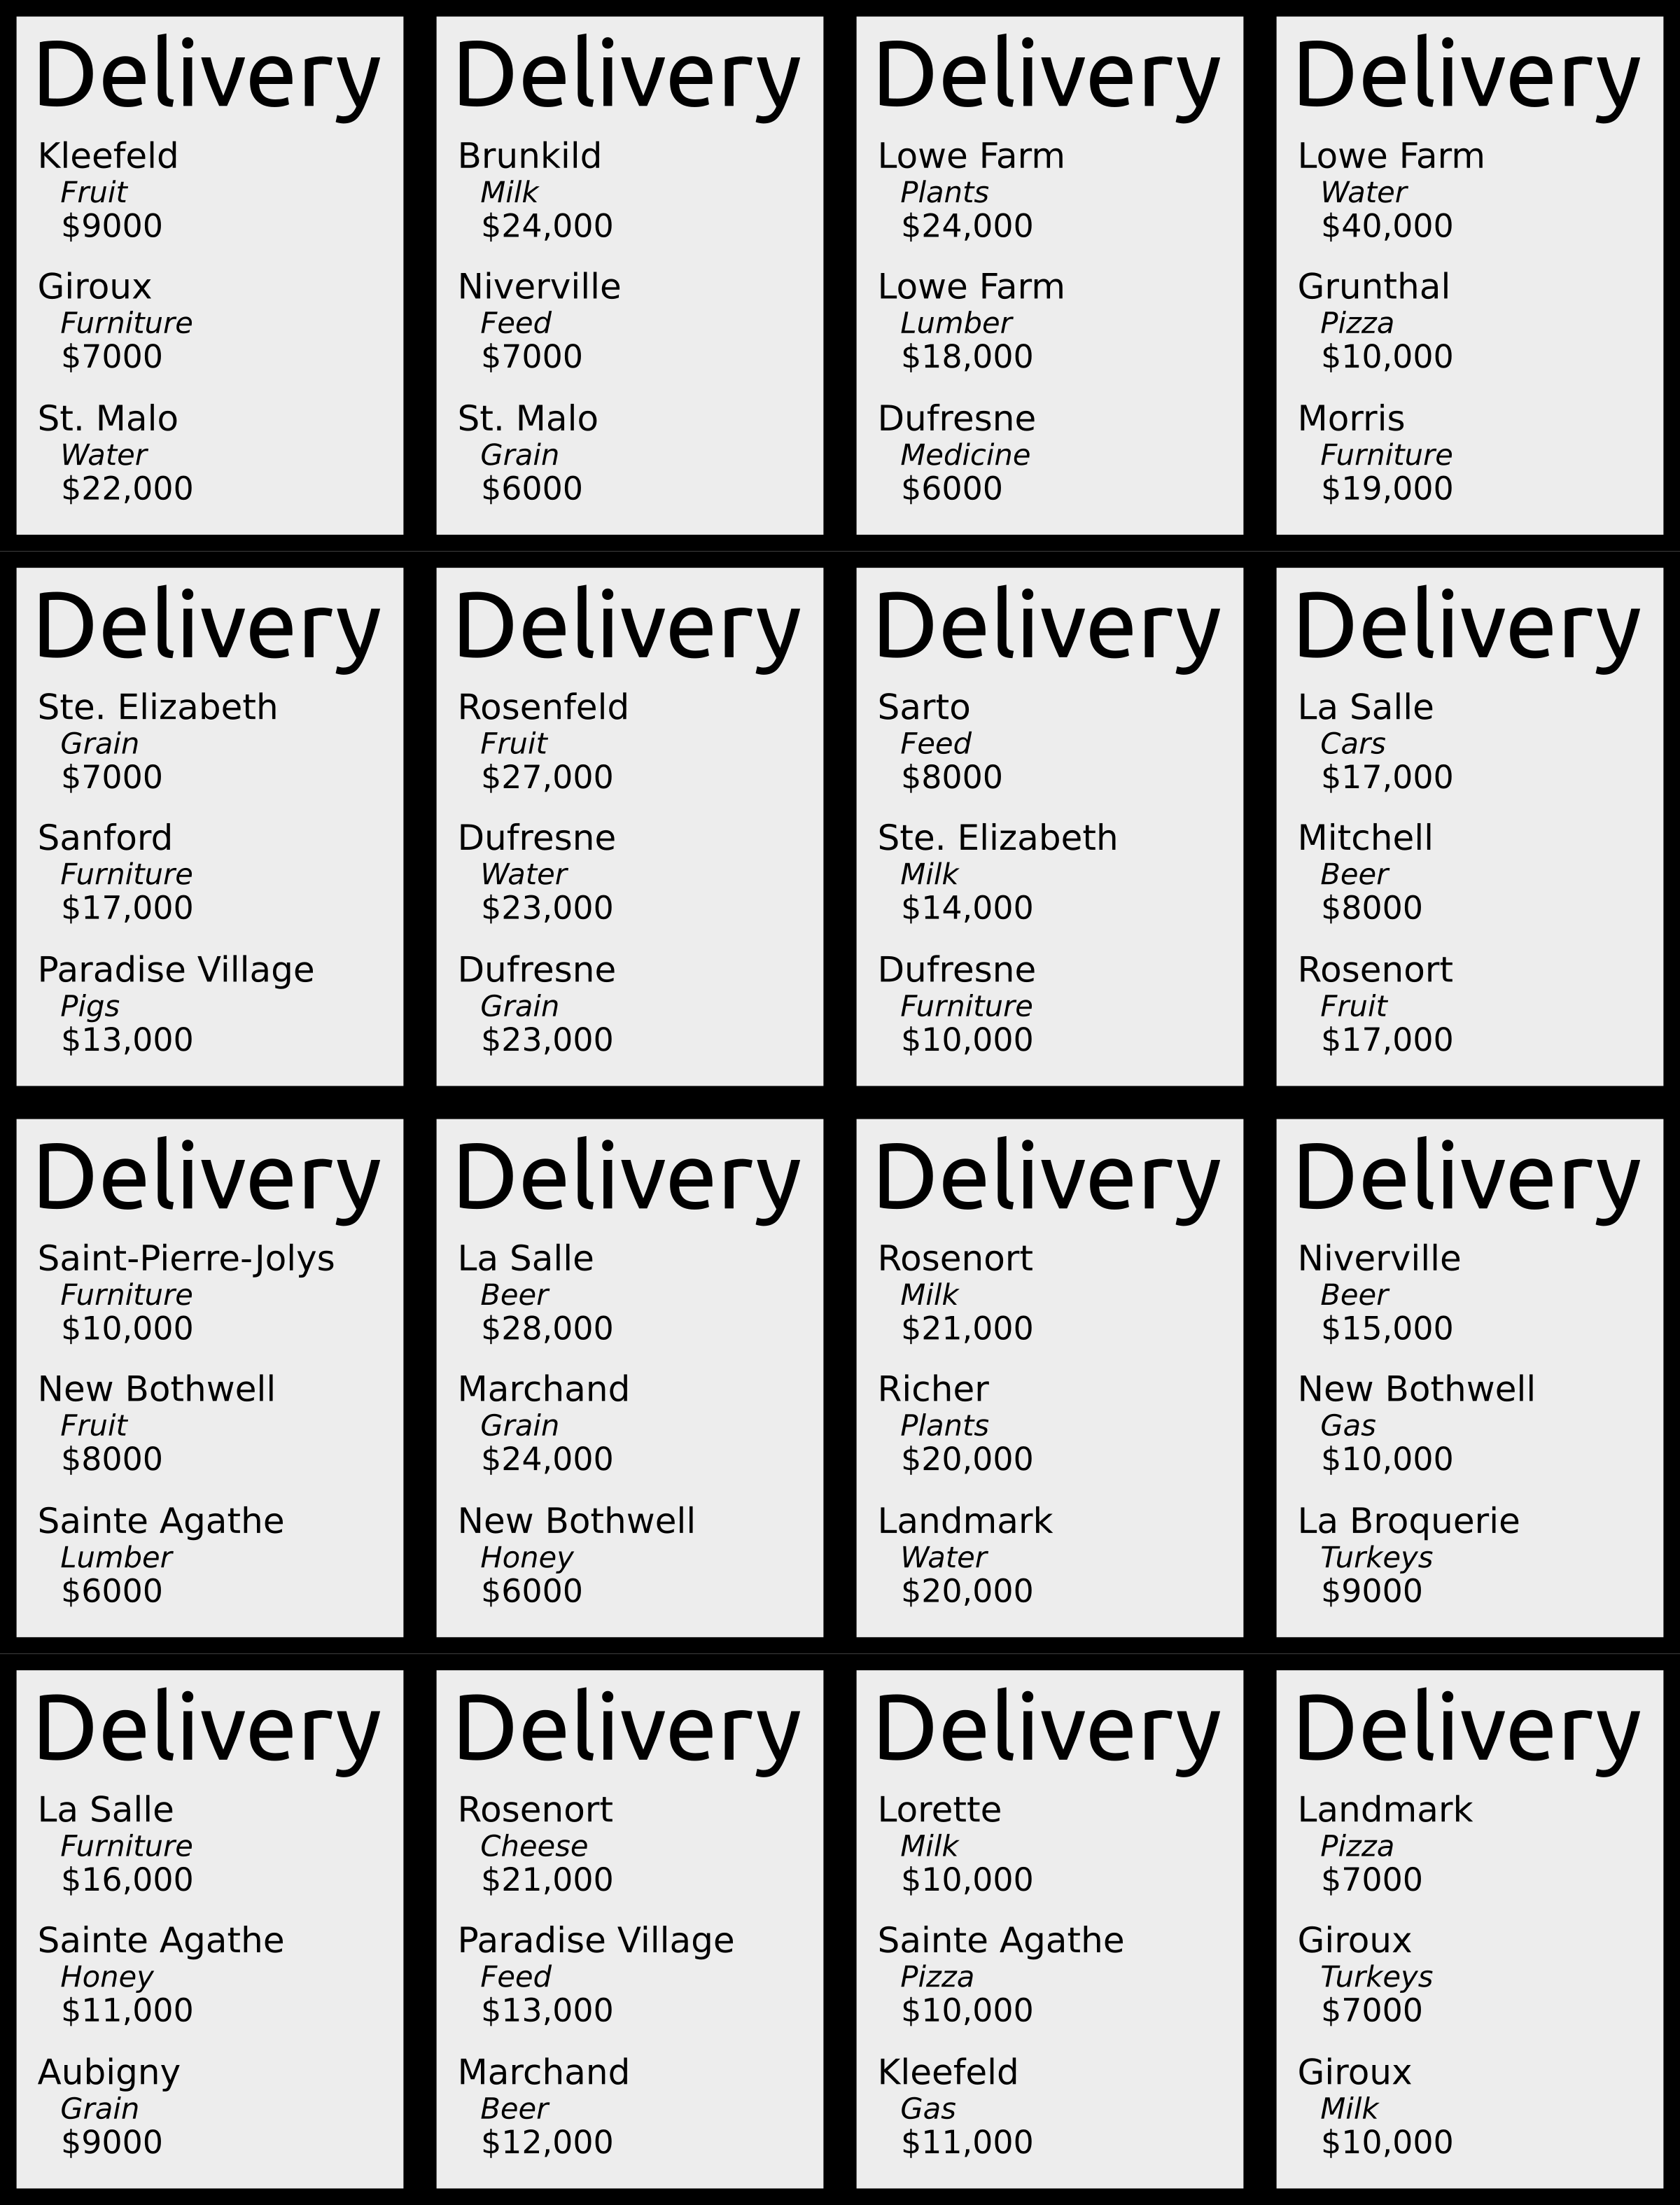 Delivery
Kleefeld
Fruit
$9000
Giroux
Furniture
$7000
St. Malo
Water
$22,000
Delivery
Brunkild
Milk
$24,000
Niverville
Feed
$7000
St. Malo
Grain
$6000
Delivery
Lowe Farm
Plants
$24,000
Lowe Farm
Lumber
$18,000
Dufresne
Medicine
$6000
Delivery
Lowe Farm
Water
$40,000
Grunthal
Pizza
$10,000
Morris
Furniture
$19,000
Delivery
Ste. Elizabeth
Grain
$7000
Sanford
Furniture
$17,000
Paradise Village
Pigs
$13,000
Delivery
Rosenfeld
Fruit
$27,000
Dufresne
Water
$23,000
Dufresne
Grain
$23,000
Delivery
Sarto
Feed
$8000
Ste. Elizabeth
Milk
$14,000
Dufresne
Furniture
$10,000
Delivery
La Salle
Cars
$17,000
Mitchell
Beer
$8000
Rosenort
Fruit
$17,000
Delivery
Saint-Pierre-Jolys
Furniture
$10,000
New Bothwell
Fruit
$8000
Sainte Agathe
Lumber
$6000
Delivery
La Salle
Beer
$28,000
Marchand
Grain
$24,000
New Bothwell
Honey
$6000
Delivery
Rosenort
Milk
$21,000
Richer
Plants
$20,000
Landmark
Water
$20,000
Delivery
Niverville
Beer
$15,000
New Bothwell
Gas
$10,000
La Broquerie
Turkeys
$9000
Delivery
La Salle
Furniture
$16,000
Sainte Agathe
Honey
$11,000
Aubigny
Grain
$9000
Delivery
Rosenort
Cheese
$21,000
Paradise Village
Feed
$13,000
Marchand
Beer
$12,000
Delivery
Lorette
Milk
$10,000
Sainte Agathe
Pizza
$10,000
Kleefeld
Gas
$11,000
Delivery
Landmark
Pizza
$7000
Giroux
Turkeys
$7000
Giroux
Milk
$10,000